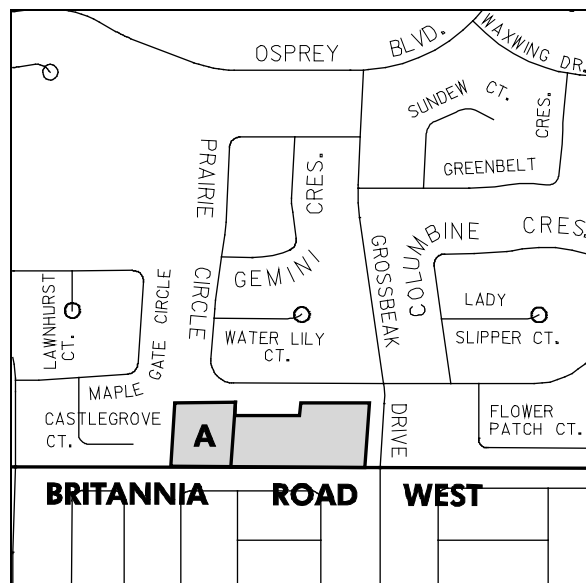 OSPREY BLVD.
WAXWING DR.
SUNDEW CT.
GREENBELT CRES.
PRAIRIE CIRCLE
GEMINI CRES.
GROSSBEAK DRIVE
COLUMBINE CRES.
LAWNHURST
CT.
MAPLE GATE CIRCLE
WATER LILY
CT.
LADY
SLIPPER CT.
CASTLEGROVE
CT.
A
FLOWER
PATCH CT.
BRITANNIA ROAD WEST